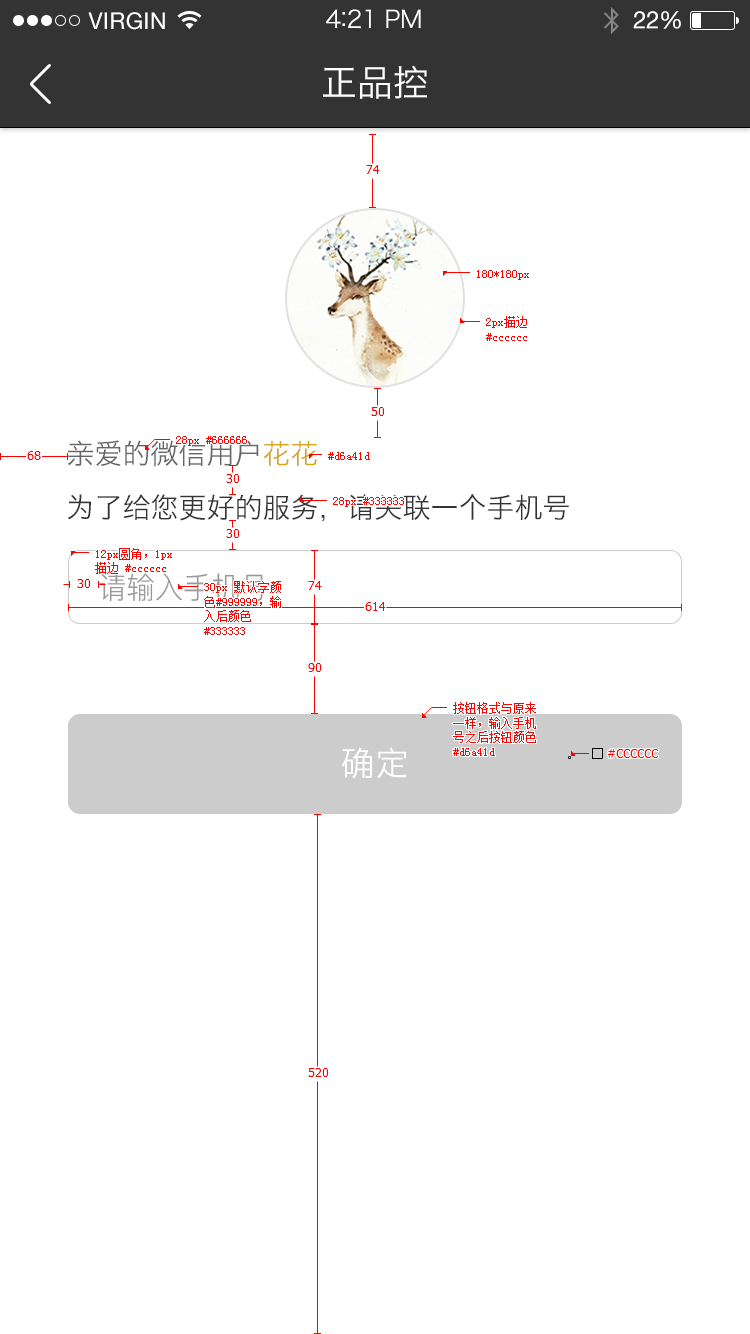 VIRGIN 4:21 PM 22%
正品控
74
180*180px
2px描边
#cccccc
50
28px #666666
68 亲爱的微信用户花花 #d6a41d
30
为了给您更好的服务，请关联一个手机号 28px #333333
30
12px圆角，1px
描边 #cccccc
30 请输入手机号 74
30px 默认字颜
色#999999，输
入后颜色
#333333
614
90
按钮格式与原来
一样，输入手机
号之后按钮颜色
#d6a41d
确定 #CCCCCC
520